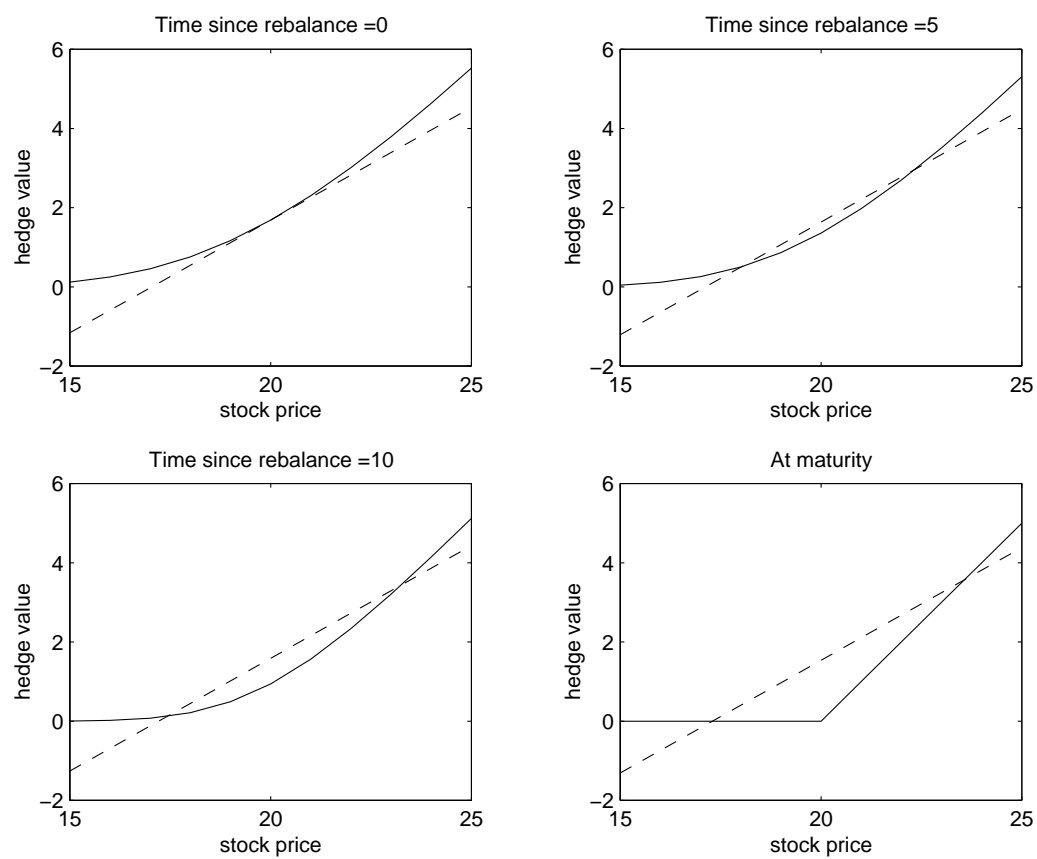 Time since rebalance =0
6
4
2
0
−2
hedge value
15 20 25
stock price
Time since rebalance =5
6
4
2
0
−2
hedge value
15 20 25
stock price
Time since rebalance =10
6
4
2
0
−2
hedge value
15 20 25
stock price
At maturity
6
4
2
0
−2
hedge value
15 20 25
stock price